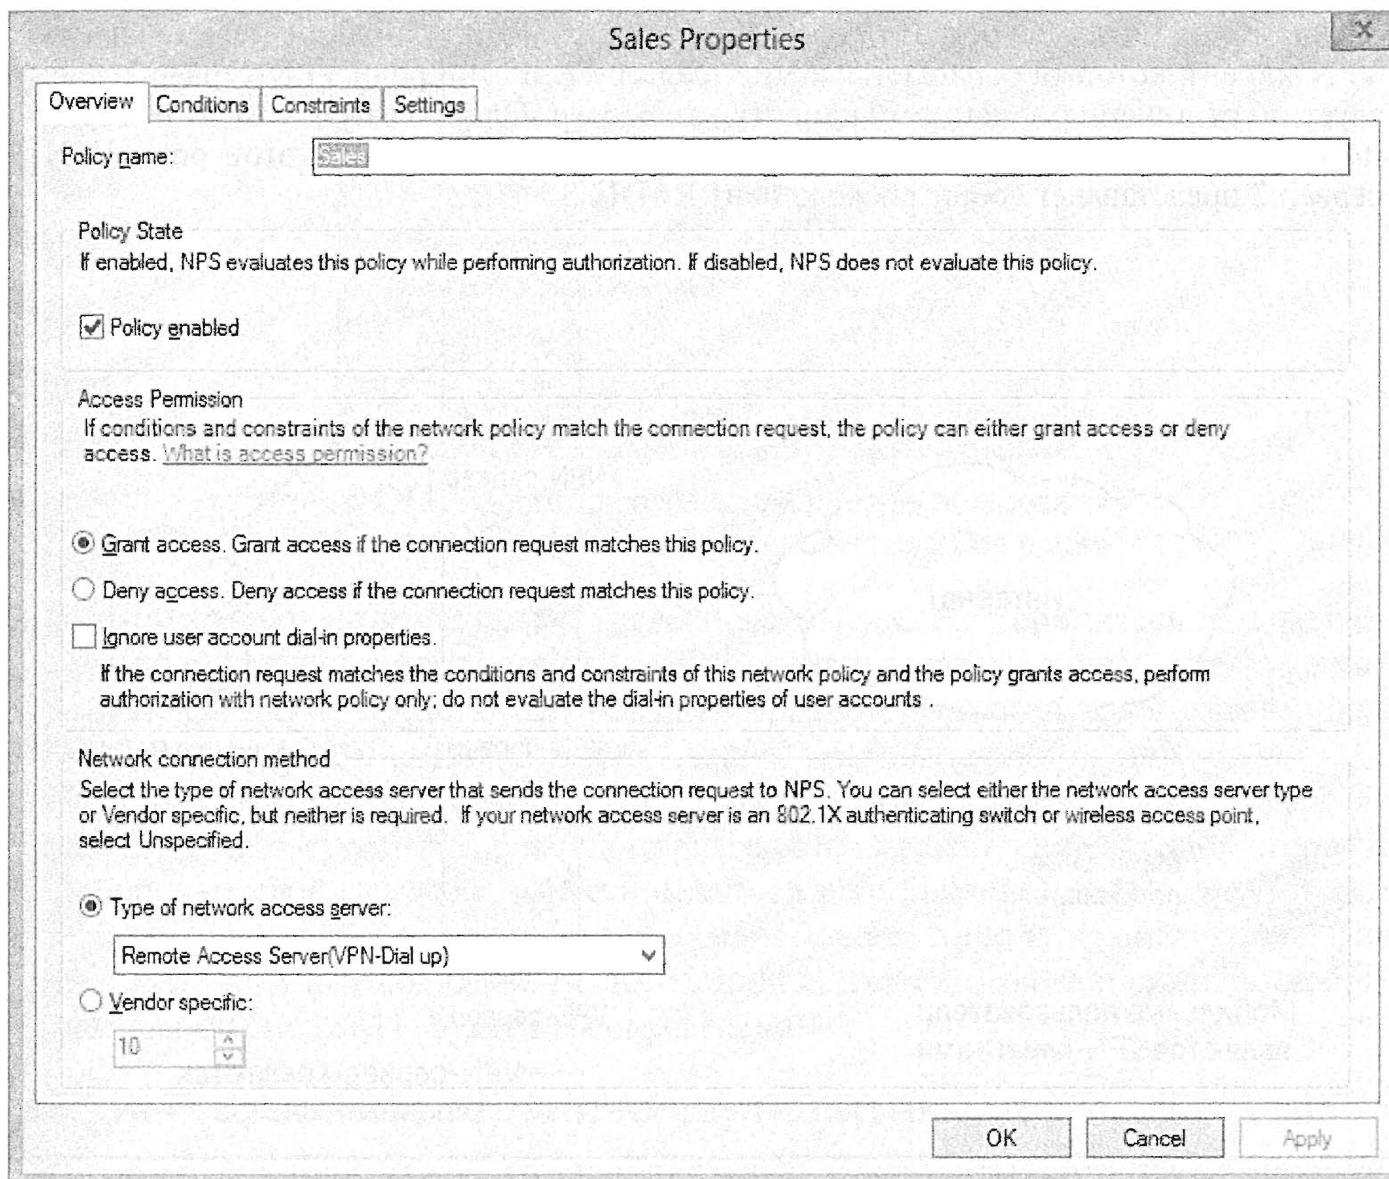 Sales Properties
Overview
Conditions
Constraints
Settings
Policy name:
Sales
Policy State
If enabled, NPS evaluates this policy while performing authorization. If disabled, NPS does not evaluate this policy.
Policy enabled
Access Permission
If conditions and constraints of the network policy match the connection request, the policy can either grant access or deny
access. What is access permission?
Grant access. Grant access if the connection request matches this policy.
Deny access. Deny access if the connection request matches this policy.
Ignore user account dial-in properties.
If the connection request matches the conditions and constraints of this network policy and the policy grants access, perform
authorization with network policy only; do not evaluate the dial-in properties of user accounts .
Network connection method
Select the type of network access server that sends the connection request to NPS. You can select either the network access server type
or Vendor specific, but neither is required. If your network access server is an 802.1X authenticating switch or wireless access point,
select Unspecified.
Type of network access server:
Remote Access Server(VPN-Dial up)
Vendor specific:
10
OK
Cancel
Apply